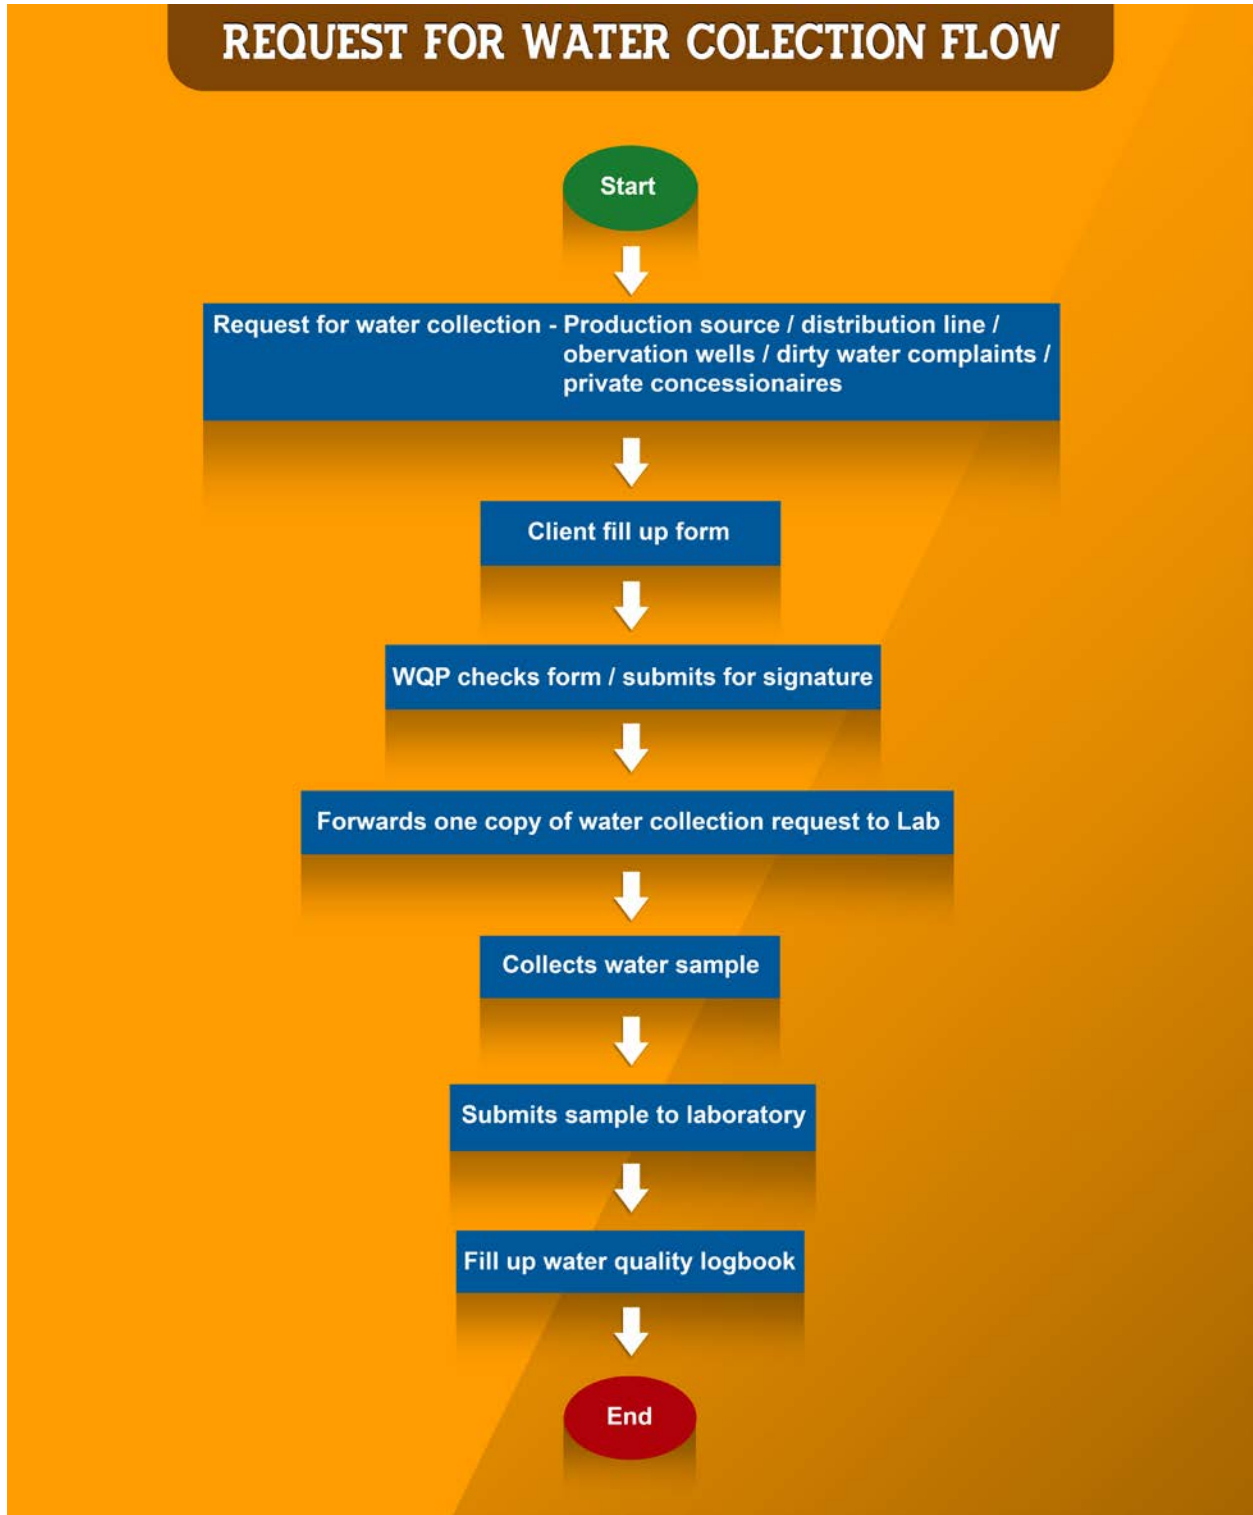 REQUEST FOR WATER COLECTION FLOW
Start
Request for water collection - Production source / distribution line /
obervation wells / dirty water complaints /
private concessionaires
Client fill up form
WQP checks form / submits for signature
Forwards one copy of water collection request to Lab
Collects water sample
Submits sample to laboratory
Fill up water quality logbook
End